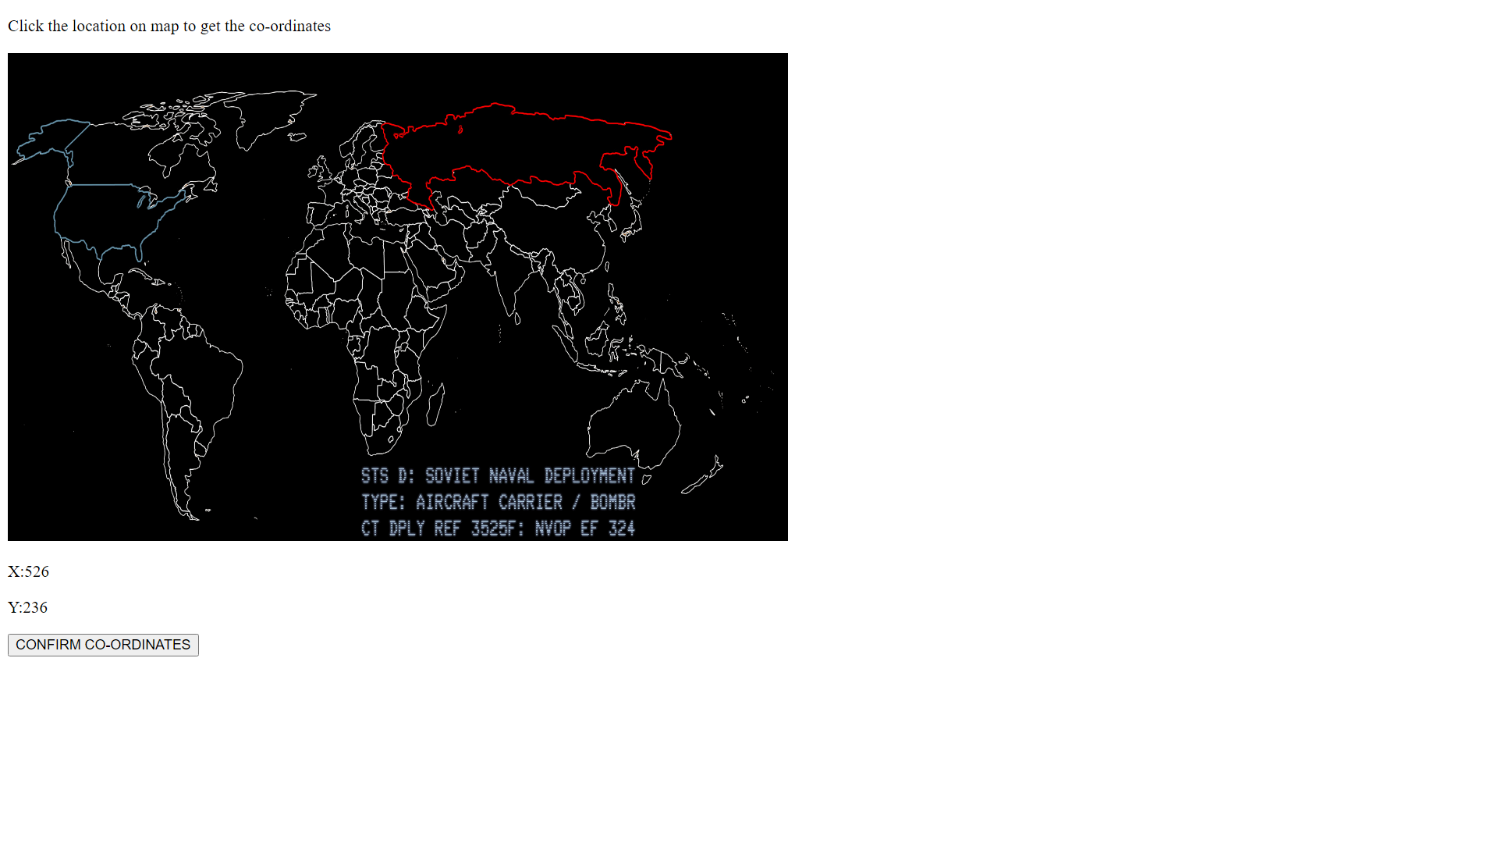 Click the location on map to get the co-ordinates
STS D: SOVIET NAVAL DEPLOYMENT
TYPE: AIRCRAFT CARRIER / BOMBR
CT DPLY REF 3525F: NVOP EF 324
X:526
Y:236
CONFIRM CO-ORDINATES